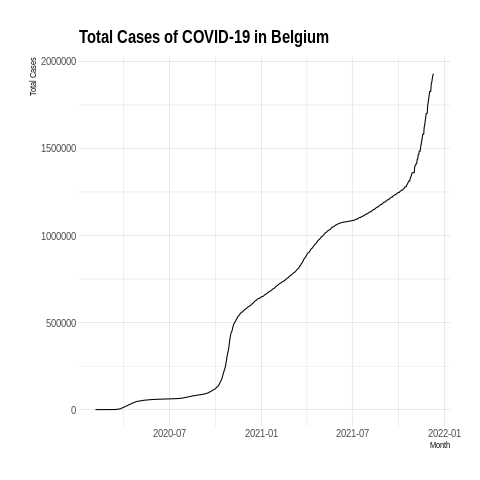 Total Cases of COVID-19 in Belgium
Total Cases
2000000
1500000
1000000
500000
0
2020-07 2021-01 2021-07 2022-01
Month